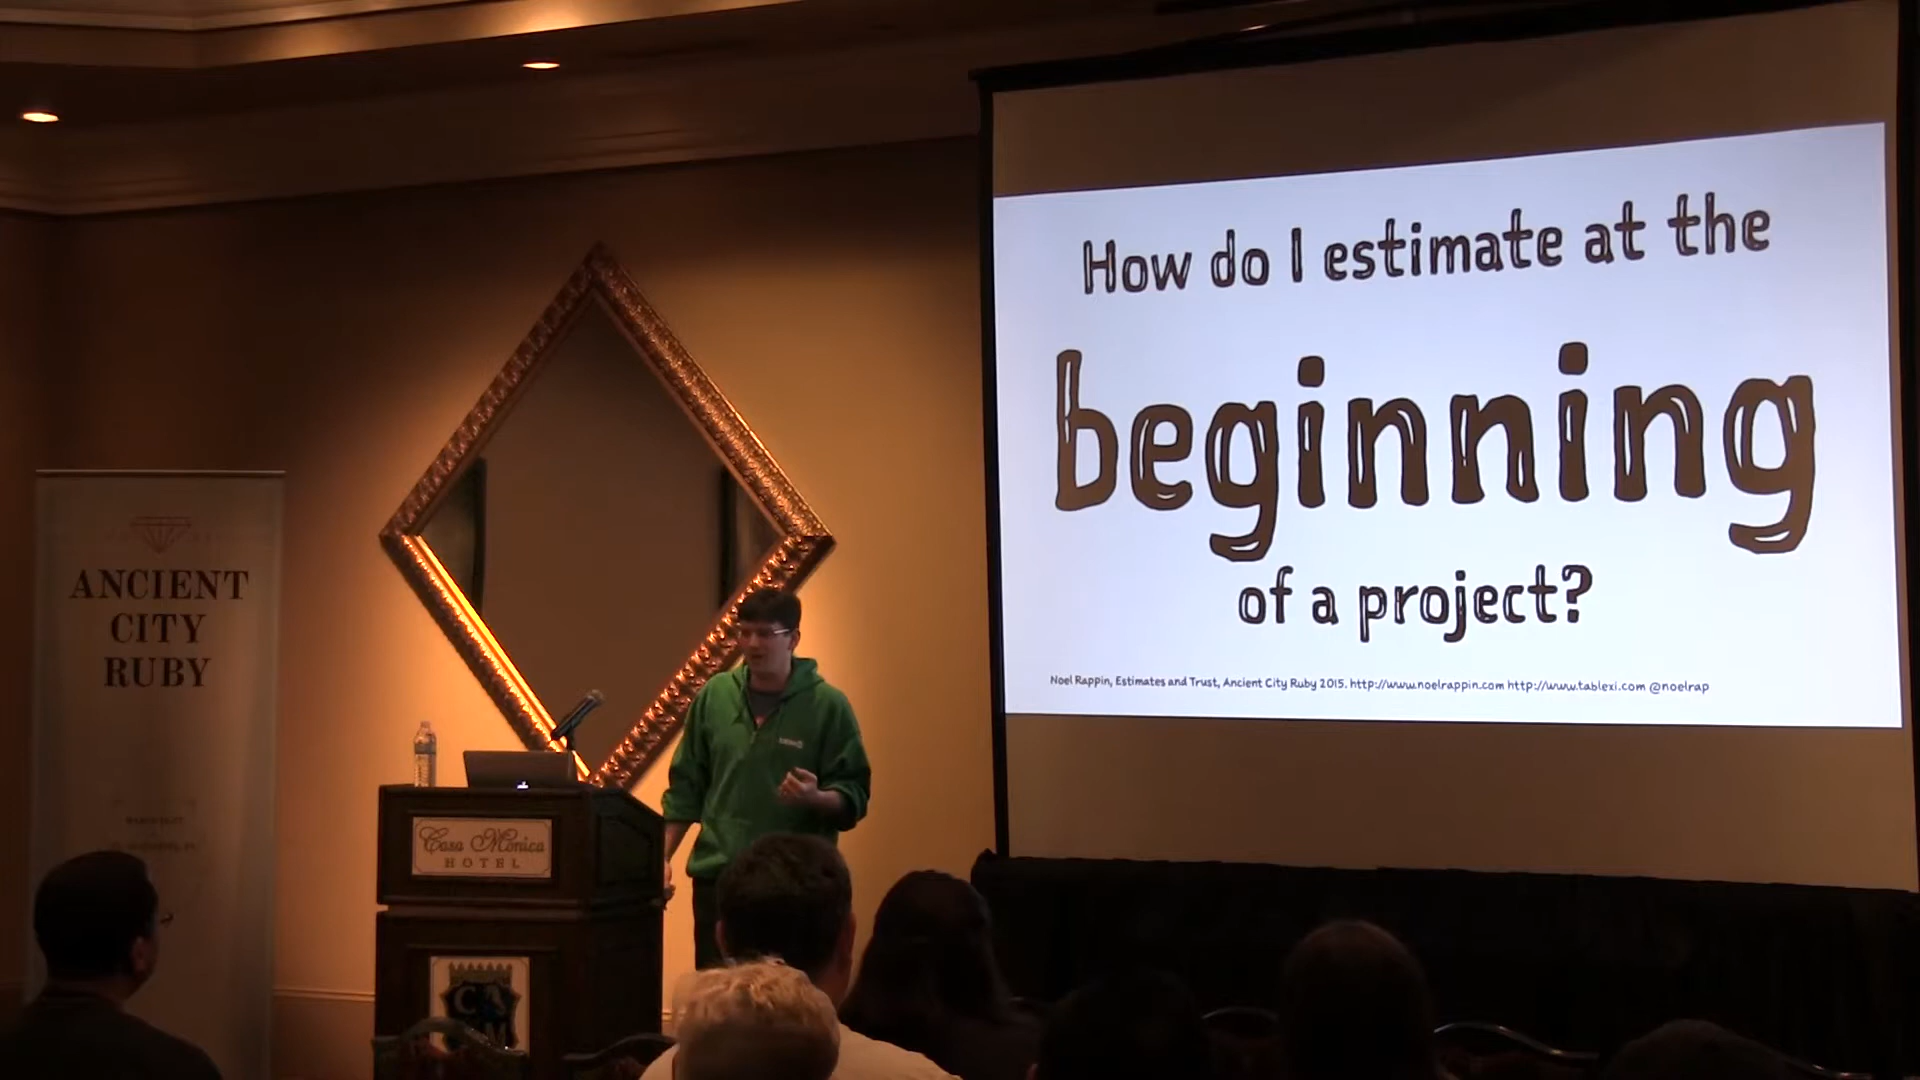 How do I estimate at the
beginning
of a project?
Noel Rappin, Estimates and Trust, Ancient City Ruby 2015. http://www.noelrappin.com http://www.tablexi.com @noelrap
ANCIENT
CITY
RUBY
Casa Monica
HOTEL